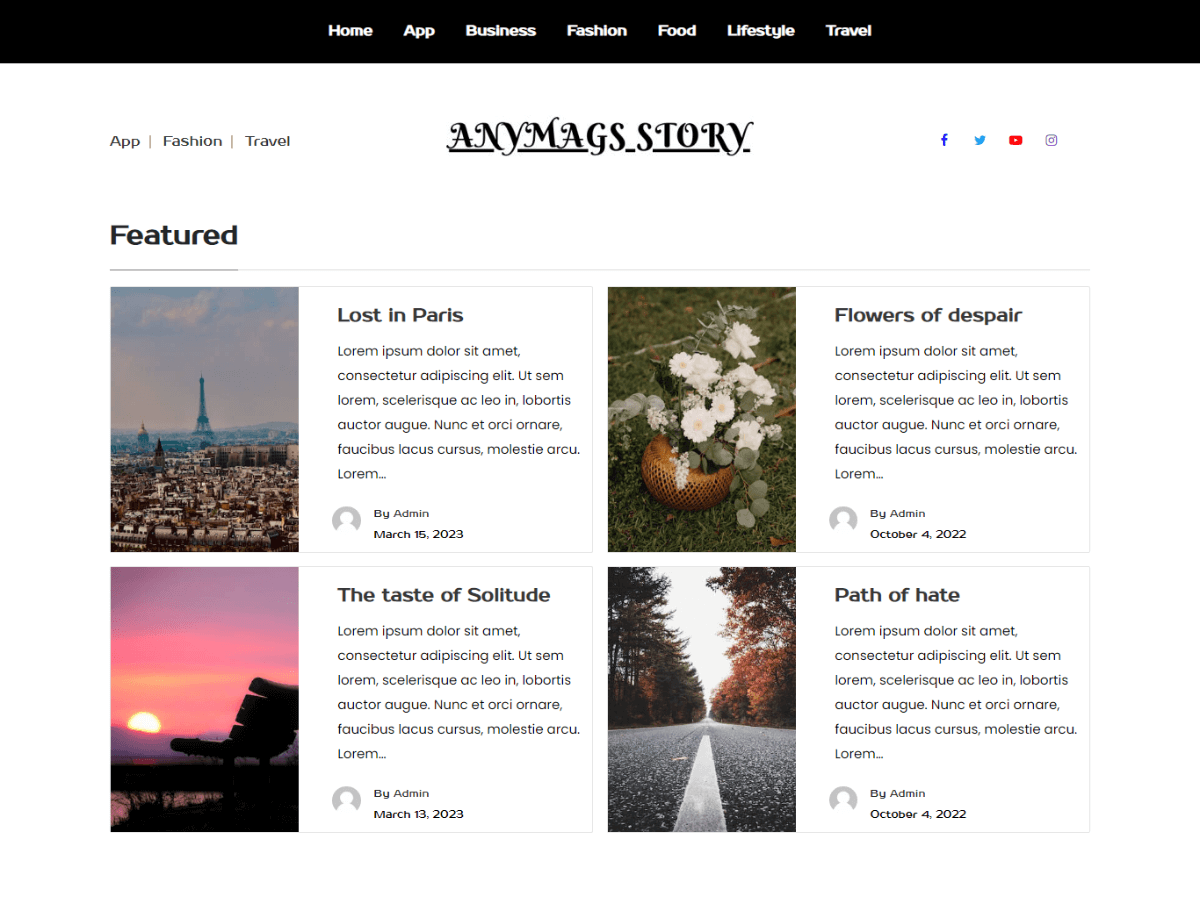 Home App Business Fashion Food Lifestyle Travel
App | Fashion | Travel
ANYMAGS STORY
Featured
Lost in Paris
Lorem ipsum dolor sit amet,
consectetur adipiscing elit. Ut sem
lorem, scelerisque ac leo in, lobortis
auctor augue. Nunc et orci ornare,
faucibus lacus cursus, molestie arcu.
Lorem...
By Admin
March 15, 2023
Flowers of despair
Lorem ipsum dolor sit amet,
consectetur adipiscing elit. Ut sem
lorem, scelerisque ac leo in, lobortis
auctor augue. Nunc et orci ornare,
faucibus lacus cursus, molestie arcu.
Lorem...
By Admin
October 4, 2022
The taste of Solitude
Lorem ipsum dolor sit amet,
consectetur adipiscing elit. Ut sem
lorem, scelerisque ac leo in, lobortis
auctor augue. Nunc et orci ornare,
faucibus lacus cursus, molestie arcu.
Lorem...
By Admin
March 13, 2023
Path of hate
Lorem ipsum dolor sit amet,
consectetur adipiscing elit. Ut sem
lorem, scelerisque ac leo in, lobortis
auctor augue. Nunc et orci ornare,
faucibus lacus cursus, molestie arcu.
Lorem...
By Admin
October 4, 2022